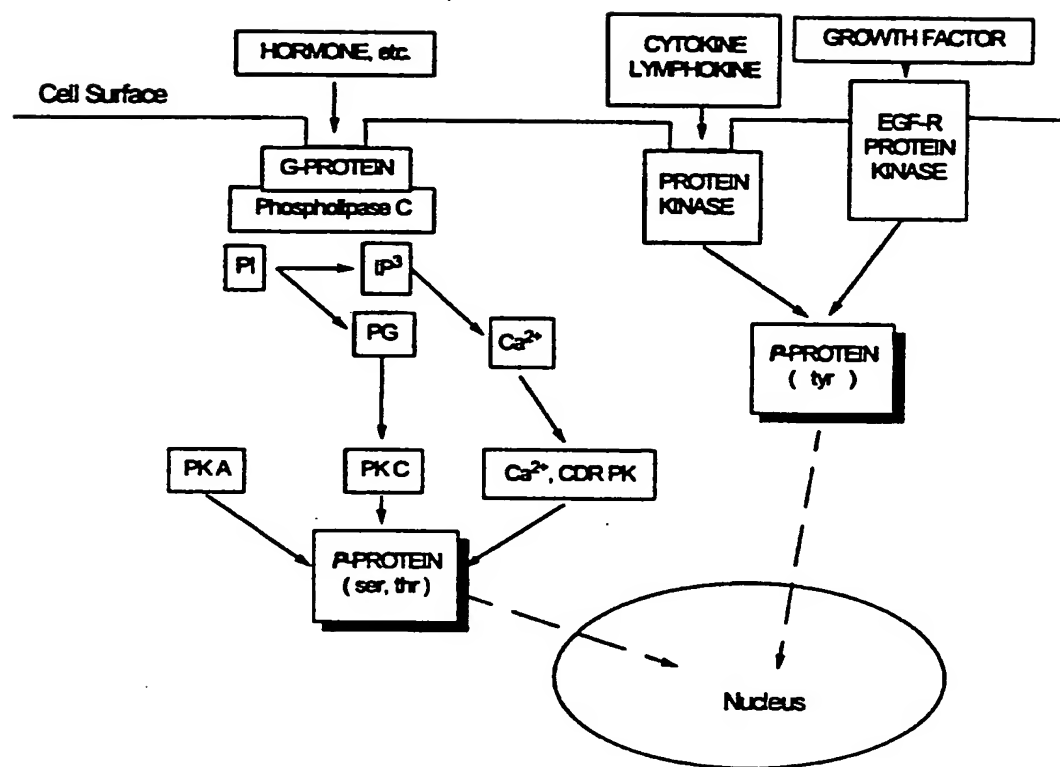 HORMONE, etc.
CYTOKINE
LYMPHOKINE
GROWTH FACTOR
Cell Surface
G-PROTEIN
Phospholipase C
PROTEIN
KINASE
EGF-R
PROTEIN
KINASE
PI
IP³
PG
Ca²⁺
P-PROTEIN
( tyr )
PKA
PKC
Ca²⁺, CDR PK
P-PROTEIN
( ser, thr )
Nucleus